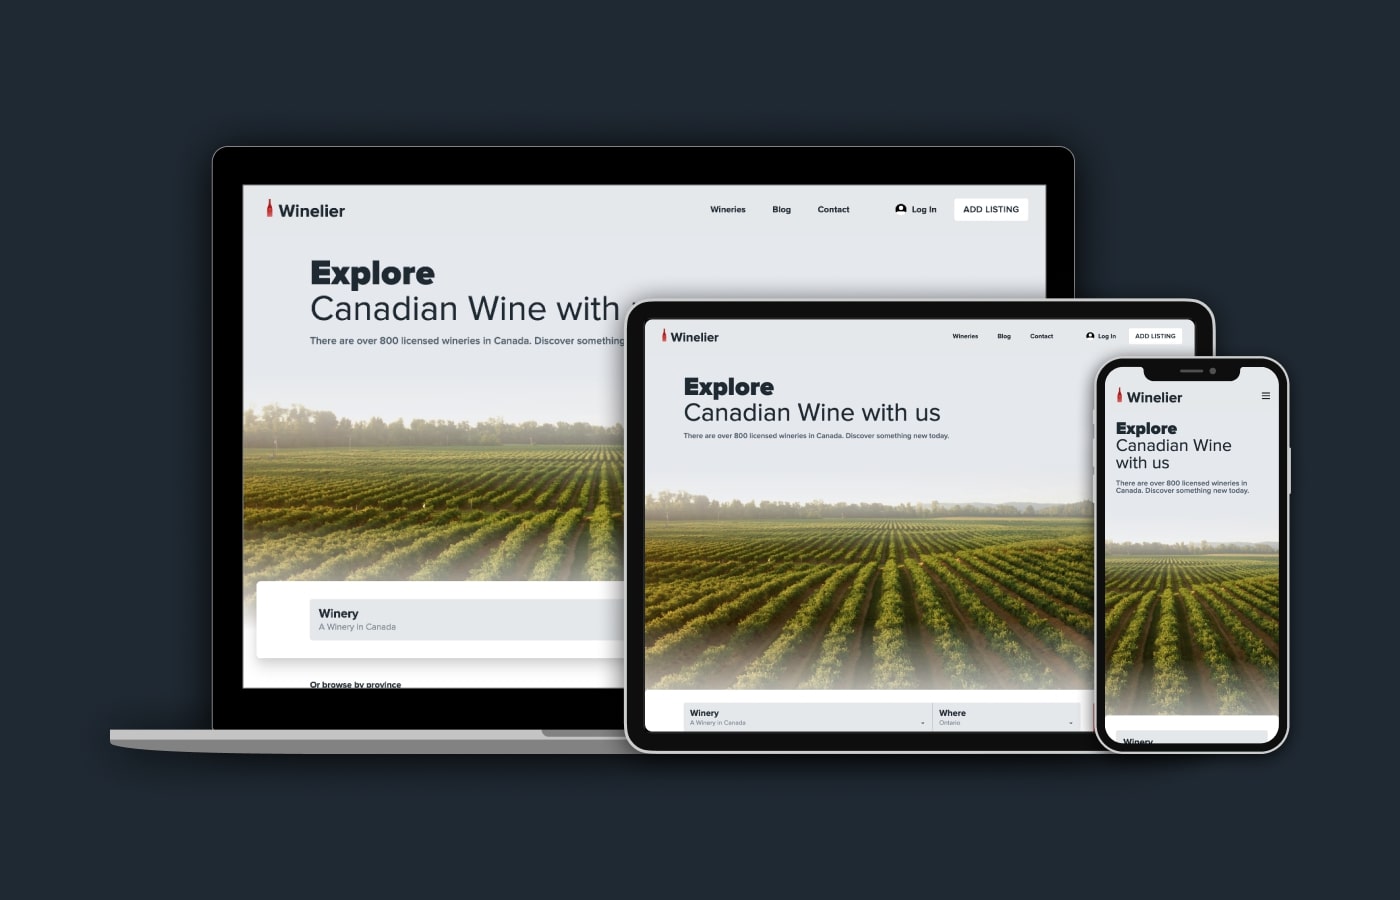 Winelier
Wineries Blog Contact Log In ADD LISTING
Explore
Canadian Wine with
There are over 800 licensed wineries in Canada. Discover something
Winery
A Winery in Canada
Or browse by province
Winelier
Wineries Blog Contact Log In ADD LISTING
Explore
Canadian Wine with us
There are over 800 licensed wineries in Canada. Discover something new today.
Winery
A Winery in Canada
Where
Ontario
Winelier
Explore
Canadian Wine
with us
There are over 800 licensed wineries in
Canada. Discover something new today.
Winery